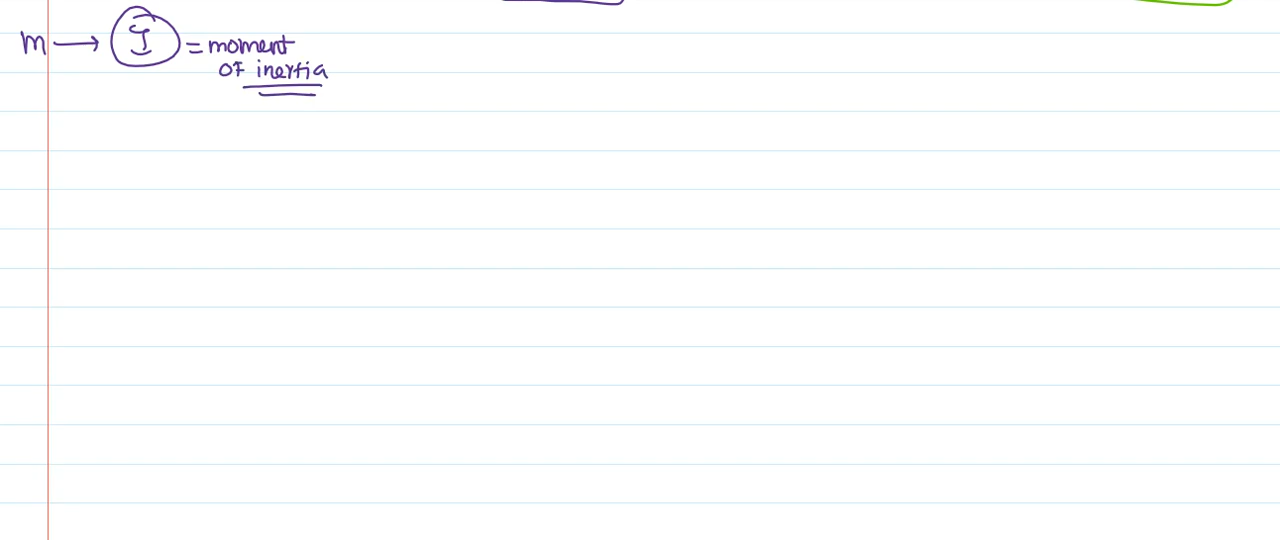 m → I = moment
of inertia